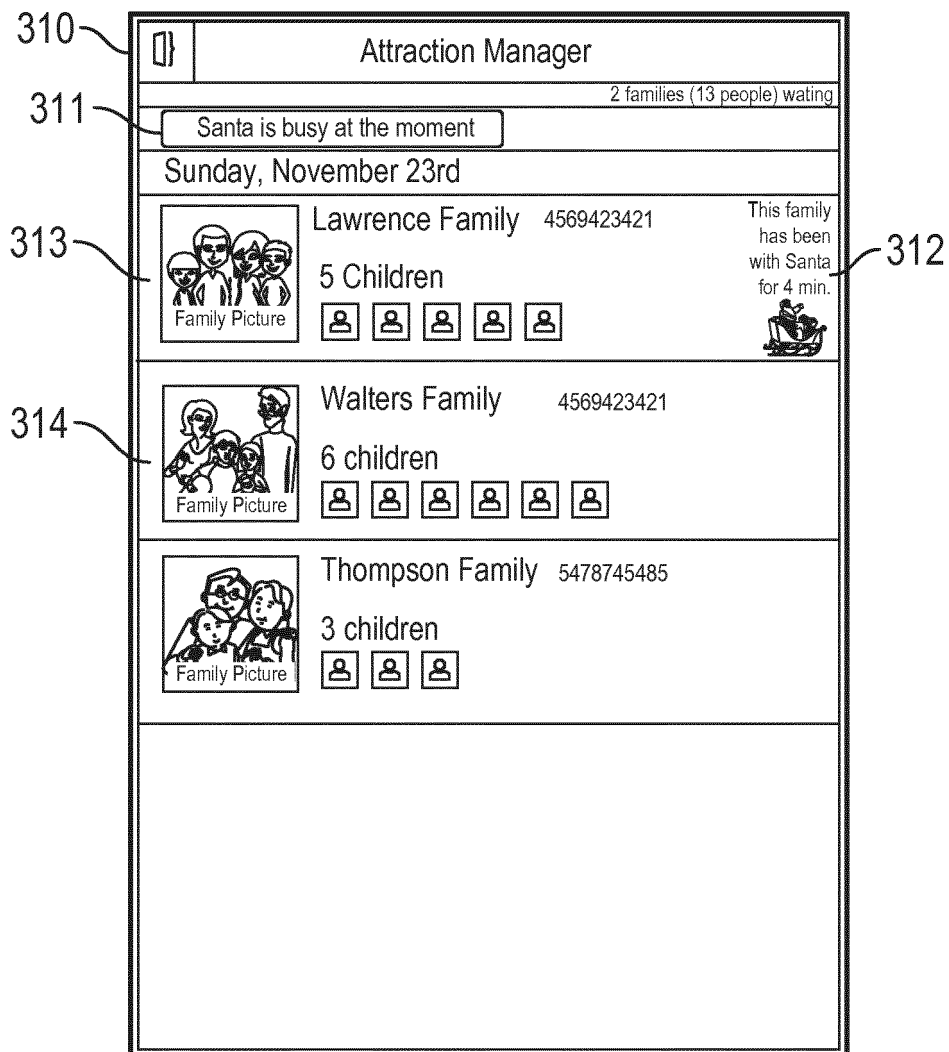 310
Attraction Manager
2 families (13 people) wating
311
Santa is busy at the moment
Sunday, November 23rd
313
Lawrence Family 4569423421
5 Children
Family Picture
This family
has been
with Santa
for 4 min.
312
314
Walters Family 4569423421
6 children
Family Picture
Thompson Family 5478745485
3 children
Family Picture